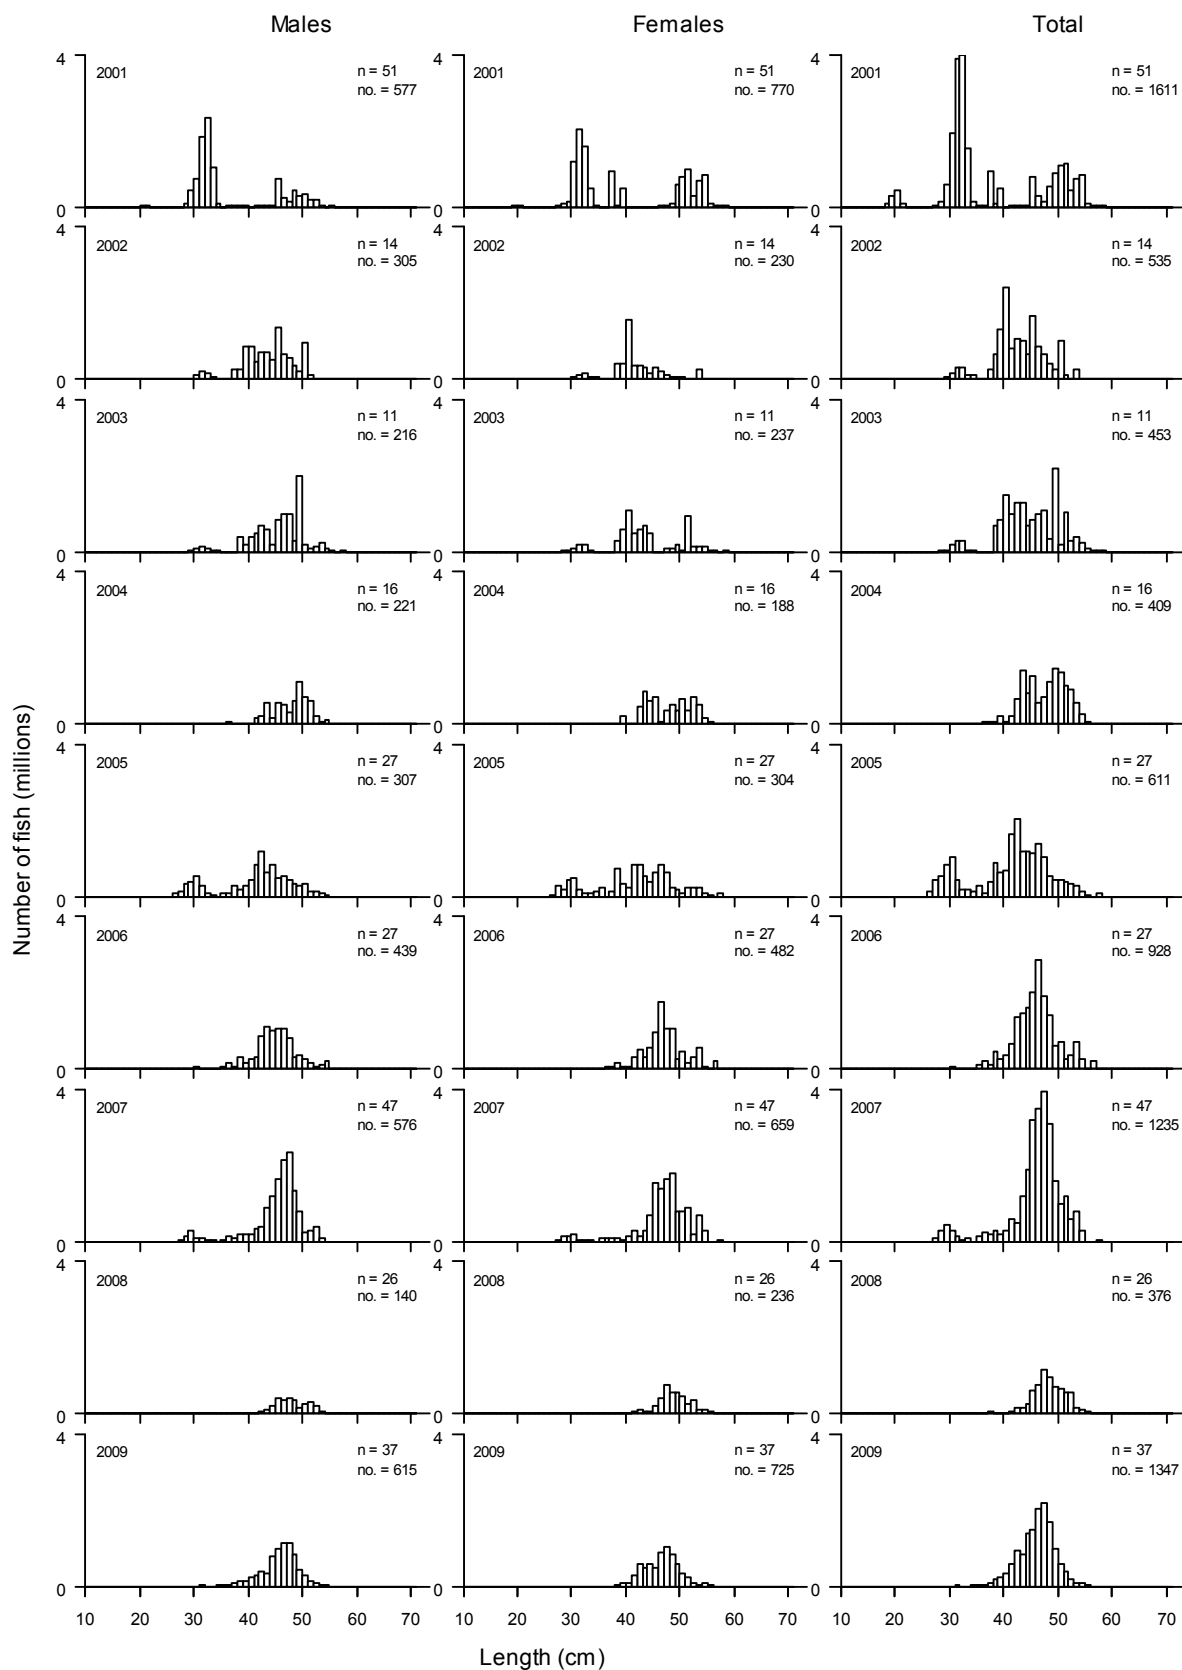 Males Females Total
4 2001 n = 51 2001 n = 51 4 2001 n = 51
no. = 577 no. = 770 no. = 1611
0 0 0
4 2002 n = 14 4 2002 n = 14 4 2002 n = 14
no. = 305 no. = 230 no. = 535
0 0 0
4 2003 n = 11 4 2003 n = 11 4 2003 n = 11
no. = 216 no. = 237 no. = 453
0 0 0
4 2004 n = 16 4 2004 n = 16 4 2004 n = 16
no. = 221 no. = 188 no. = 409
0 0 0
4 2005 n = 27 4 2005 n = 27 4 2005 n = 27
no. = 307 no. = 304 no. = 611
0 0 0
4 2006 n = 27 4 2006 n = 27 4 2006 n = 27
no. = 439 no. = 482 no. = 928
0 0 0
4 2007 n = 47 4 2007 n = 47 4 2007 n = 47
no. = 576 no. = 659 no. = 1235
0 0 0
4 2008 n = 26 4 2008 n = 26 4 2008 n = 26
no. = 140 no. = 236 no. = 376
0 0 0
4 2009 n = 37 4 2009 n = 37 4 2009 n = 37
no. = 615 no. = 725 no. = 1347
0 0 0
10 20 30 40 50 60 70 10 20 30 40 50 60 70 10 20 30 40 50 60 70
Length (cm)
Number of fish (millions)